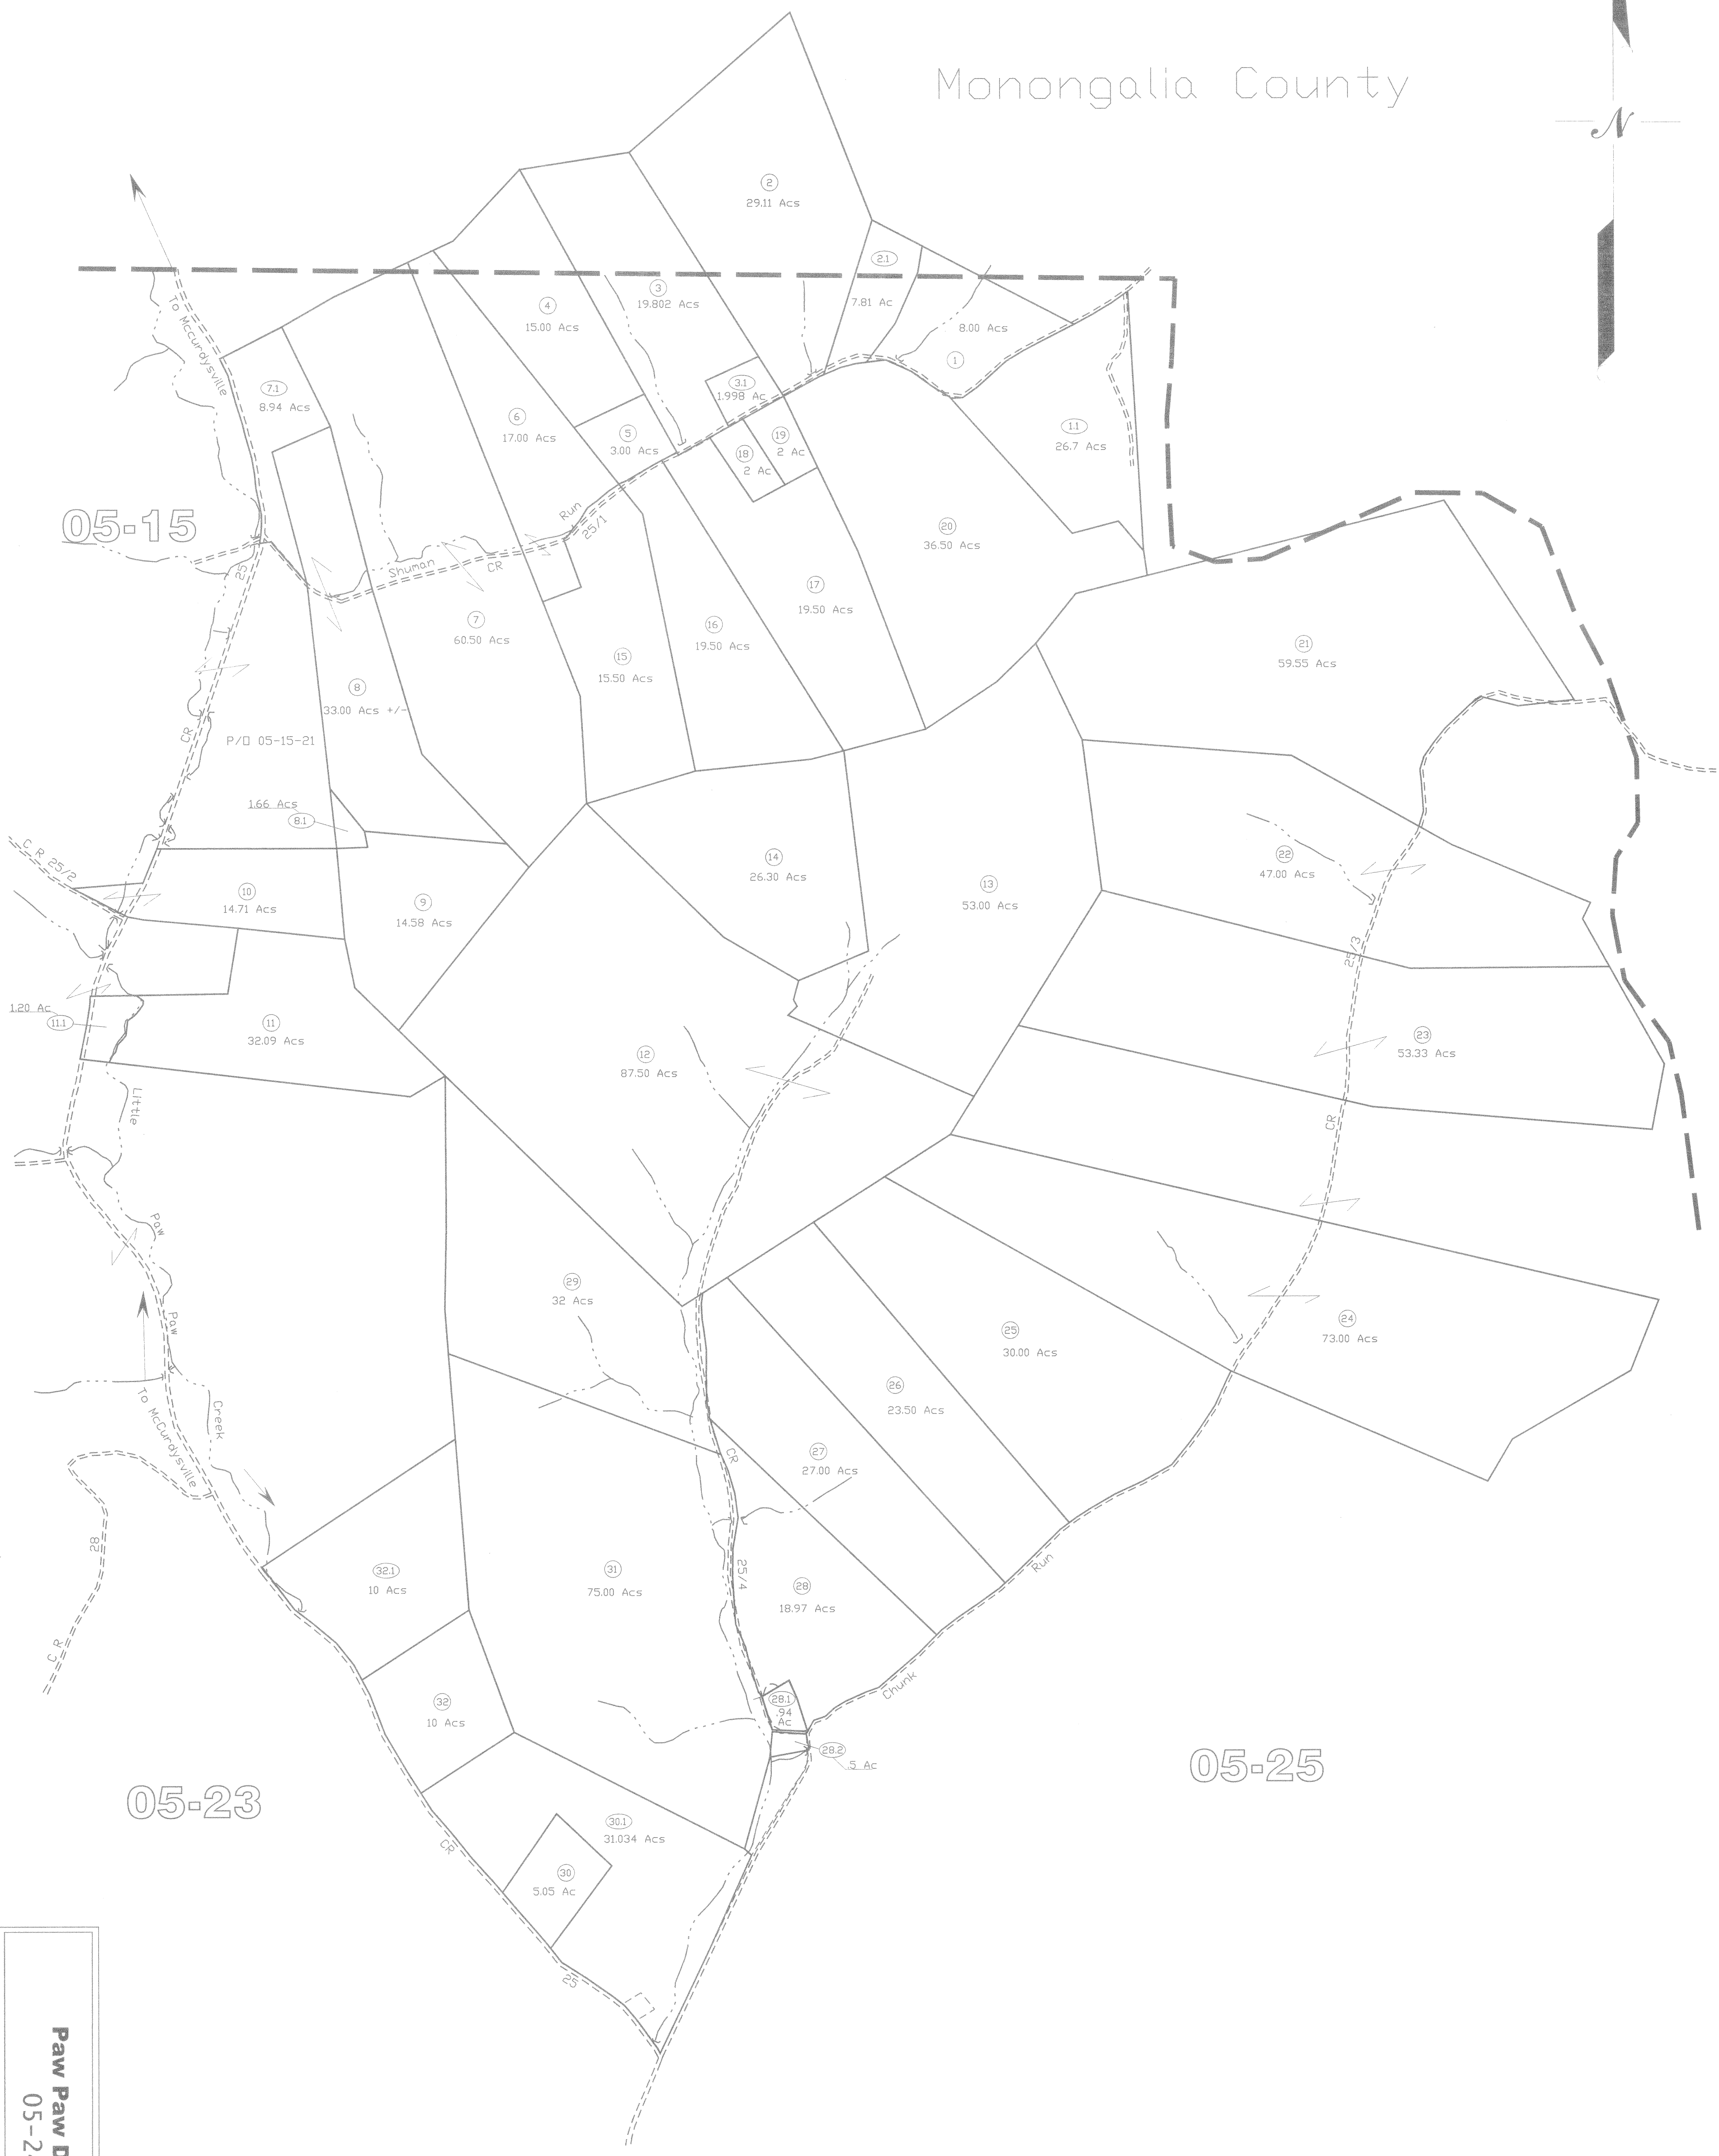 Monongalia County
N
2
29.11 Acs
2.1
7.81 Ac
3
19.802 Acs
4
15.00 Acs
8.00 Acs
1
To Mccurdysville
7.1
8.94 Acs
3.1
1.998 Ac
6
17.00 Acs
5
3.00 Acs
19
2 Ac
18
2 Ac
1.1
26.7 Acs
05-15
Run
25/1
20
36.50 Acs
25
Shuman
CR
17
19.50 Acs
7
60.50 Acs
16
19.50 Acs
21
59.55 Acs
15
15.50 Acs
8
33.00 Acs +/-
CR
P/O 05-15-21
1.66 Acs
8.1
C R 25/2
14
26.30 Acs
22
47.00 Acs
10
14.71 Acs
9
14.58 Acs
13
53.00 Acs
25/3
1.20 Ac
11.1
11
32.09 Acs
23
53.33 Acs
12
87.50 Acs
Little
CR
Paw
29
32 Acs
Paw
24
73.00 Acs
25
30.00 Acs
26
23.50 Acs
To McCurdysville
Creek
CR
27
27.00 Acs
28
32.1
10 Acs
31
75.00 Acs
25/4
28
18.97 Acs
Run
C R
Chunk
32
10 Acs
28.1
.94
Ac
28.2
.5 Ac
05-25
05-23
30.1
31.034 Acs
CR
30
5.05 Ac
25
Paw Paw D
05-2